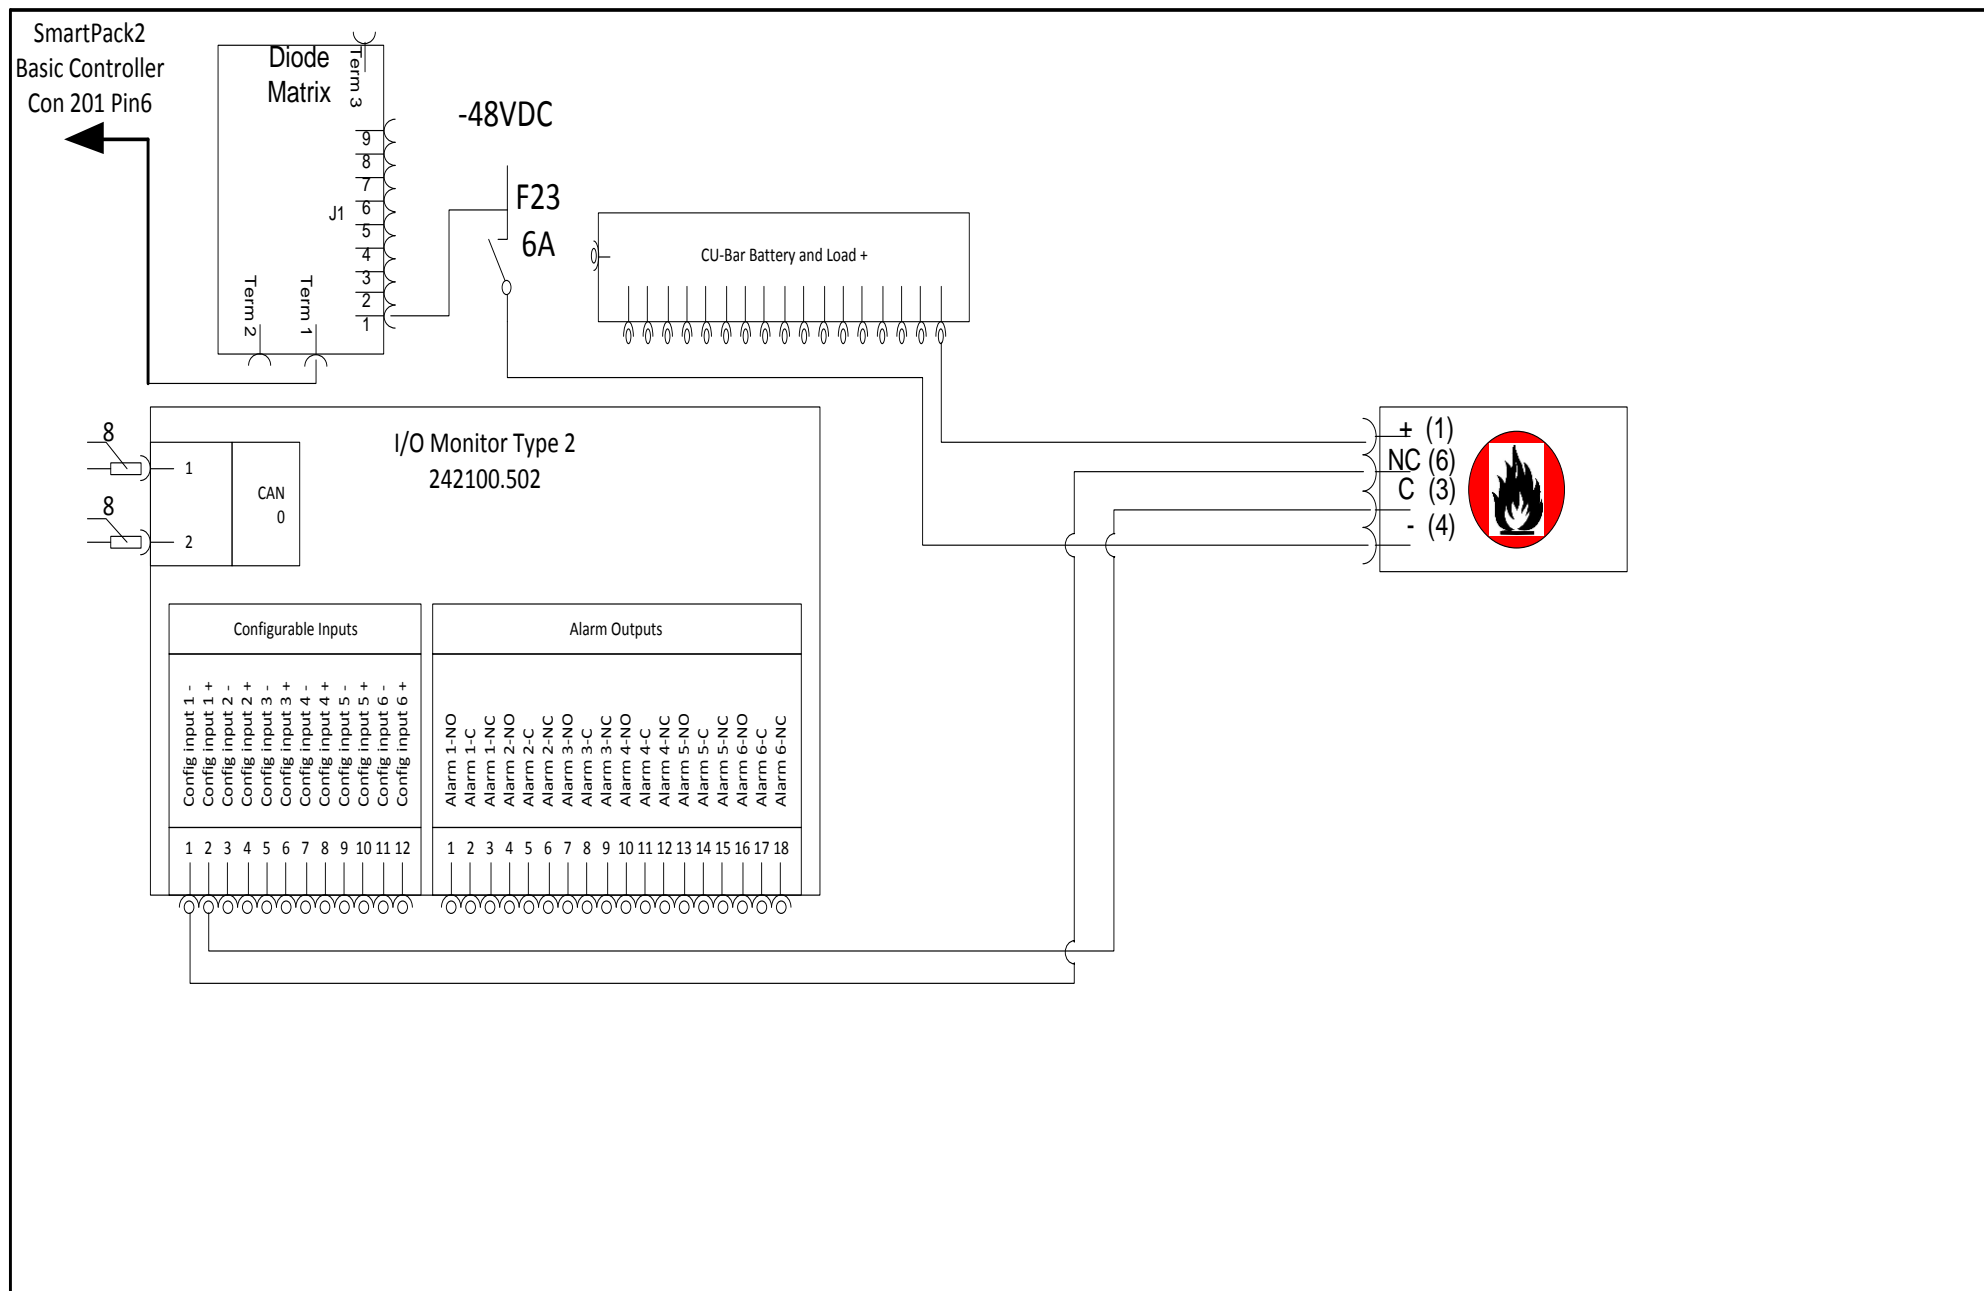 SmartPack2
Basic Controller
Con 201 Pin6
Diode
Matrix
Term 3
9
8
7
6
5
4
3
2
1
J1
Term 2
Term 1
-48VDC
F23
6A
CU-Bar Battery and Load +
8
1
8
2
CAN
0
I/O Monitor Type 2
242100.502
+ (1)
NC (6)
C (3)
- (4)
Configurable Inputs
Config input 1 -
Config input 1 +
Config input 2 -
Config input 2 +
Config input 3 -
Config input 3 +
Config input 4 -
Config input 4 +
Config input 5 -
Config input 5 +
Config input 6 -
Config input 6 +
1 2 3 4 5 6 7 8 9 10 11 12
Alarm Outputs
Alarm 1-NO
Alarm 1-C
Alarm 1-NC
Alarm 2-NO
Alarm 2-C
Alarm 2-NC
Alarm 3-NO
Alarm 3-C
Alarm 3-NC
Alarm 4-NO
Alarm 4-C
Alarm 4-NC
Alarm 5-NO
Alarm 5-C
Alarm 5-NC
Alarm 6-NO
Alarm 6-C
Alarm 6-NC
1 2 3 4 5 6 7 8 9 10 11 12 13 14 15 16 17 18